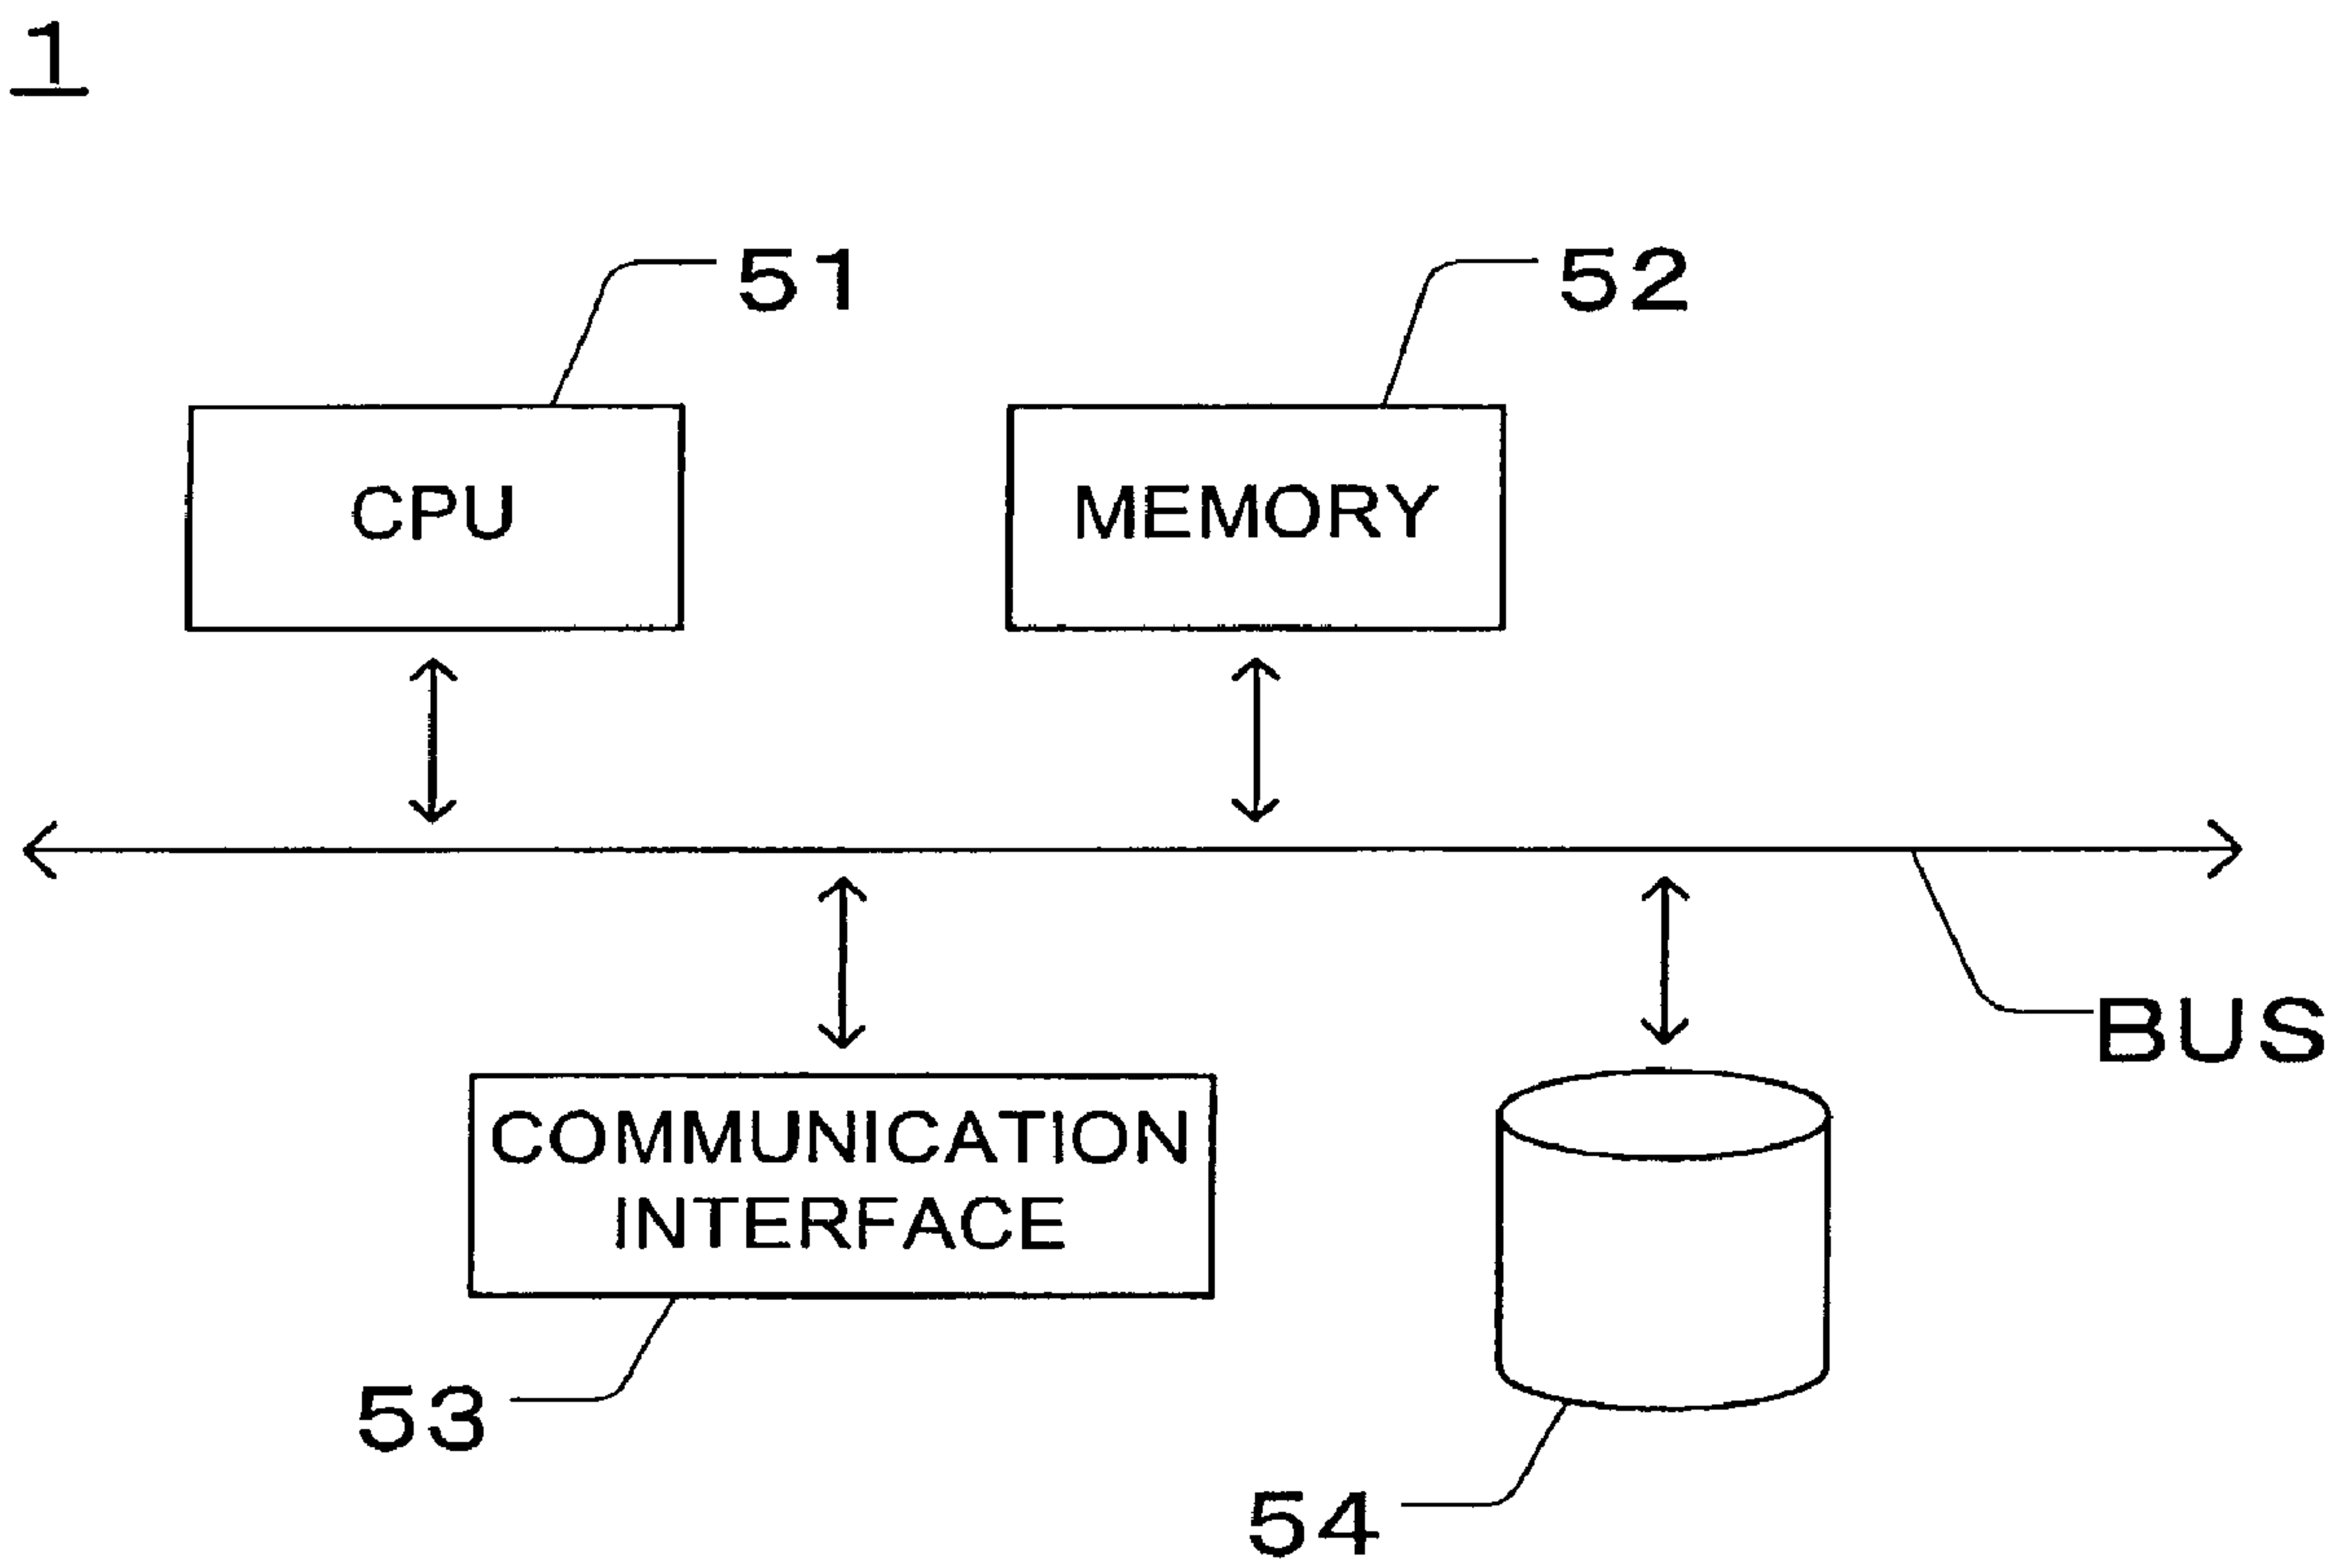 1
51
52
CPU
MEMORY
BUS
COMMUNICATION
INTERFACE
53
54